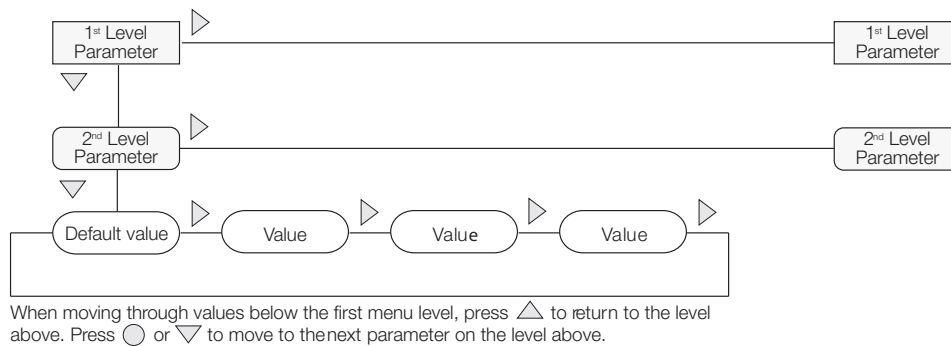 1st Level
Parameter
1st Level
Parameter
2nd Level
Parameter
2nd Level
Parameter
Default value
Value
Value
Value
When moving through values below the first menu level, press to return to the level
above. Press or to move to the next parameter on the level above.